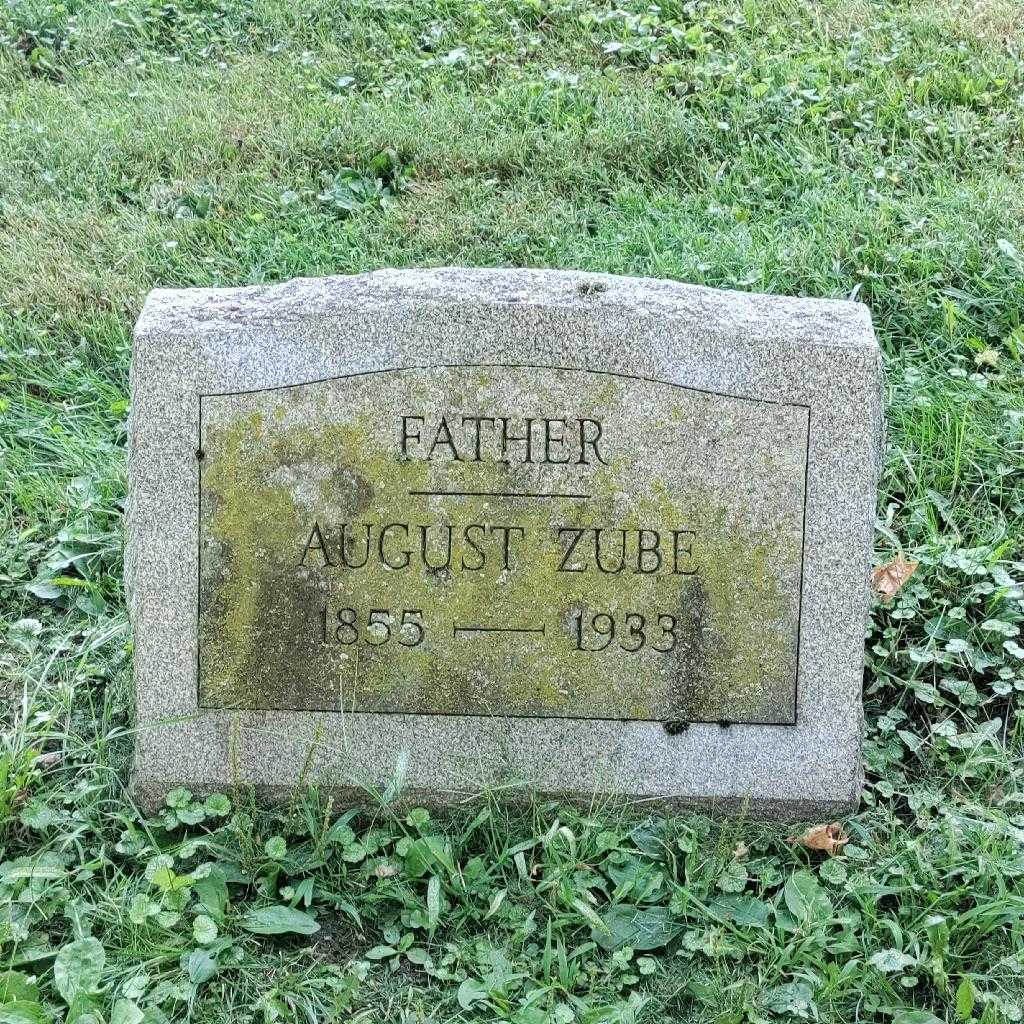 FATHER
AUGUST ZUBE
1855 — 1933